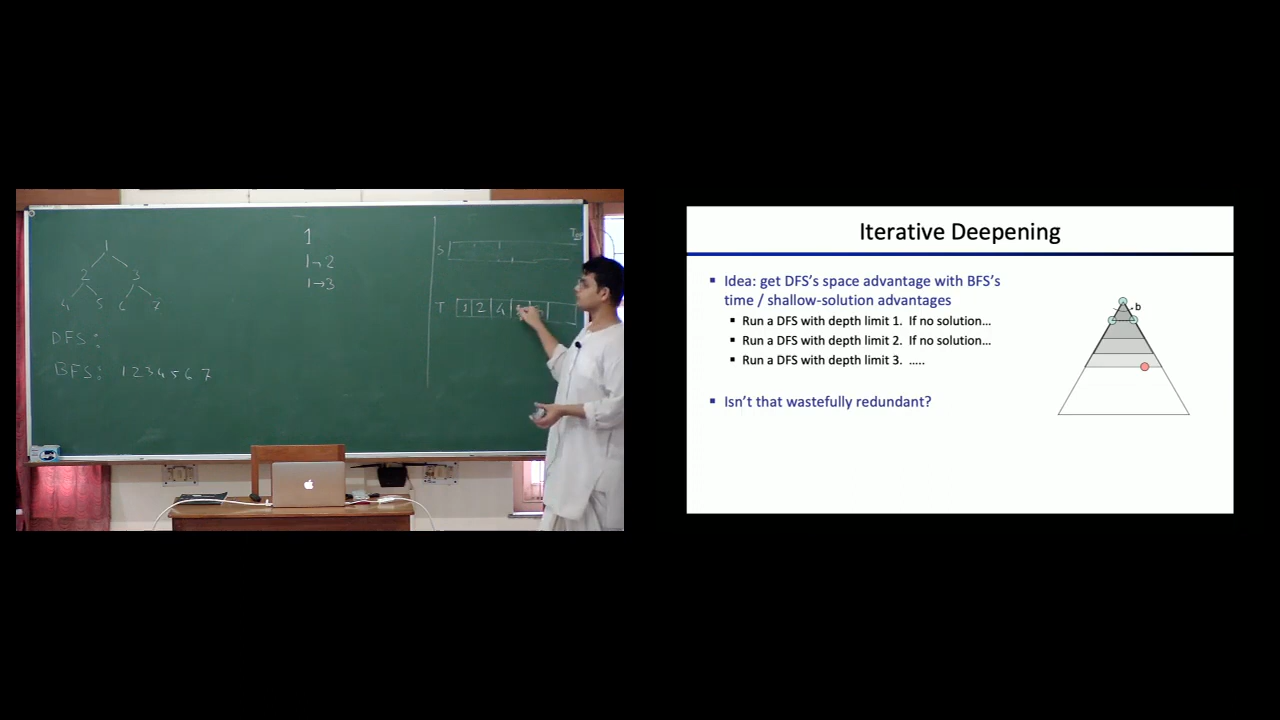 1
2 3
4 5 6 7
DFS:
BFS: 1 2 3 4 5 6 7
1
1→2
1→3
S
T 1 2 4
Iterative Deepening
Idea: get DFS's space advantage with BFS's
time / shallow-solution advantages
Run a DFS with depth limit 1. If no solution…
Run a DFS with depth limit 2. If no solution…
Run a DFS with depth limit 3. …..
Isn't that wastefully redundant?
b